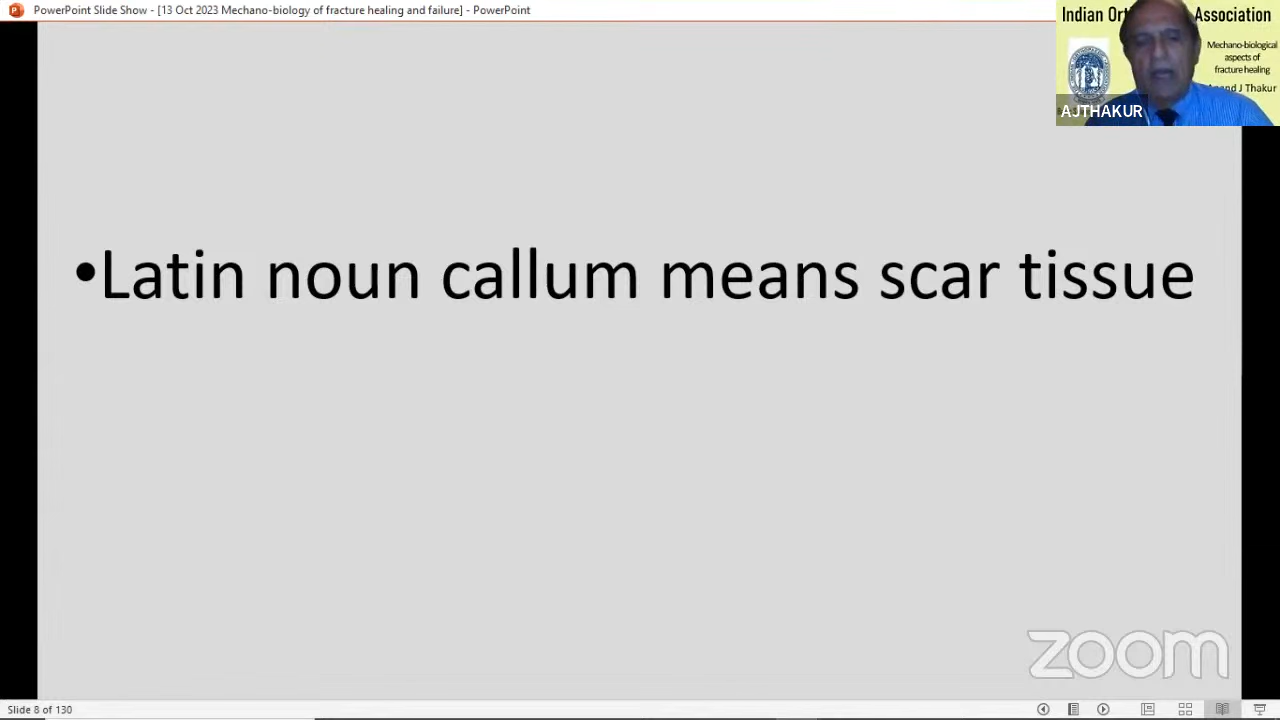 PowerPoint Slide Show - [13 Oct 2023 Mechano-biology of fracture healing and failure] - PowerPoint
Indian Association
Mechano-biological
aspects of
fracture healing
J Thakur
AJTHAKUR
•Latin noun callum means scar tissue
zoom
Slide 8 of 130